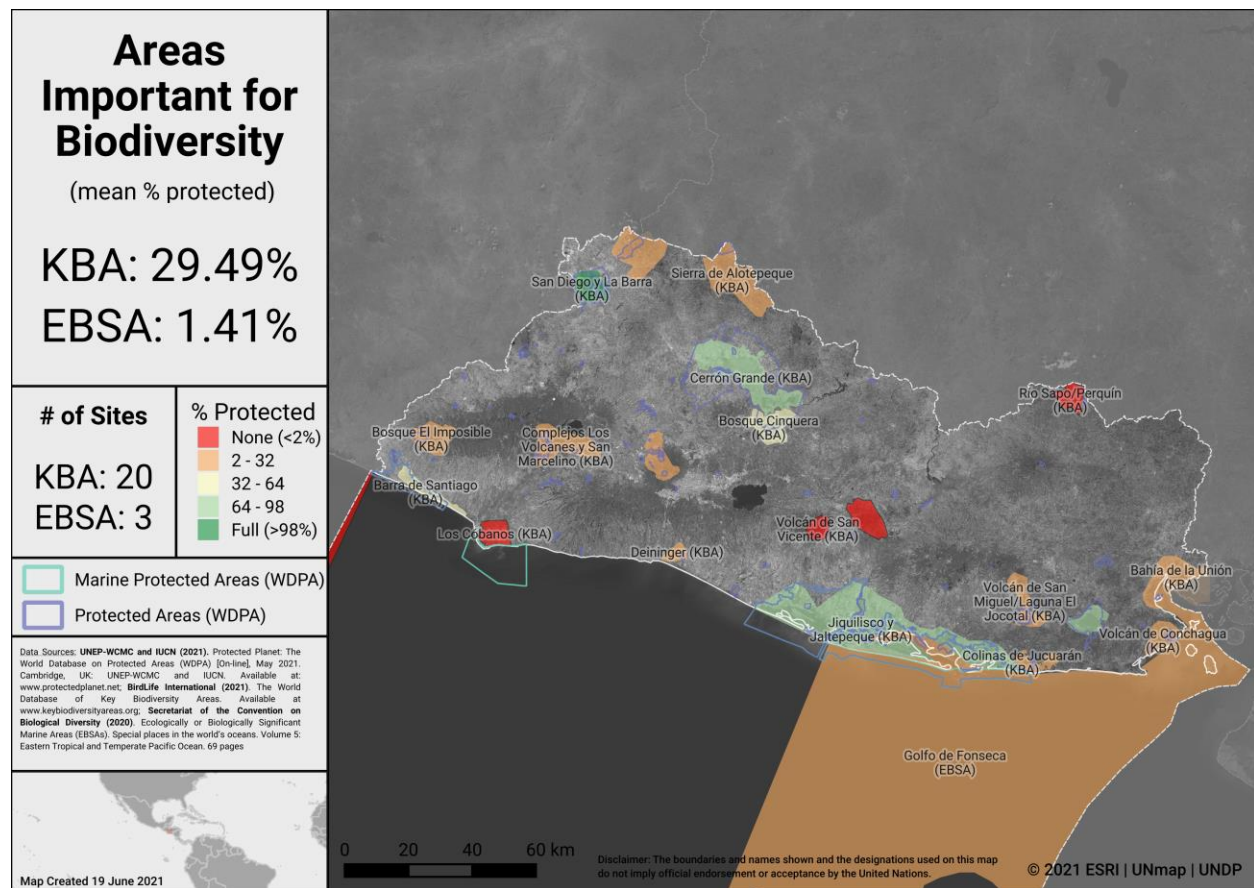 Areas
Important for
Biodiversity
(mean % protected)
KBA: 29.49%
EBSA: 1.41%
# of Sites
KBA: 20
EBSA: 3
% Protected
None (<2%)
2 - 32
32 - 64
64 - 98
Full (>98%)
Marine Protected Areas (WDPA)
Protected Areas (WDPA)
Data Sources: UNEP-WCMC and IUCN (2021). Protected Planet: The
World Database on Protected Areas (WDPA) [On-line], May 2021.
Cambridge, UK: UNEP-WCMC and IUCN. Available at:
www.protectedplanet.net; BirdLife International (2021). The World
Database of Key Biodiversity Areas. Available at
www.keybiodiversityareas.org; Secretariat of the Convention on
Biological Diversity (2020). Ecologically or Biologically Significant
Marine Areas (EBSAs). Special places in the world's oceans. Volume 5:
Eastern Tropical and Temperate Pacific Ocean. 69 pages
Map Created 19 June 2021
San Diego y La Barra
(KBA)
Sierra de Alotepeque
(KBA)
Cerrón Grande (KBA)
Río Sapo/Perquín
(KBA)
Bosque Cinquera
(KBA)
Bosque El Imposible
(KBA)
Complejos Los
Volcanes y San
Marcelino (KBA)
Barra de Santiago
(KBA)
Los Cóbanos (KBA)
Volcán de San
Vicente (KBA)
Deininger (KBA)
Bahía de la Unión
(KBA)
Volcán de San
Miguel/Laguna El
Jocotal (KBA)
Jiquilisco y
Jaltepeque (KBA)
Volcán de Conchagua
(KBA)
Colinas de Jucuarán
(KBA)
Golfo de Fonseca
(EBSA)
0 20 40 60 km
Disclaimer: The boundaries and names shown and the designations used on this map
do not imply official endorsement or acceptance by the United Nations.
© 2021 ESRI | UNmap | UNDP